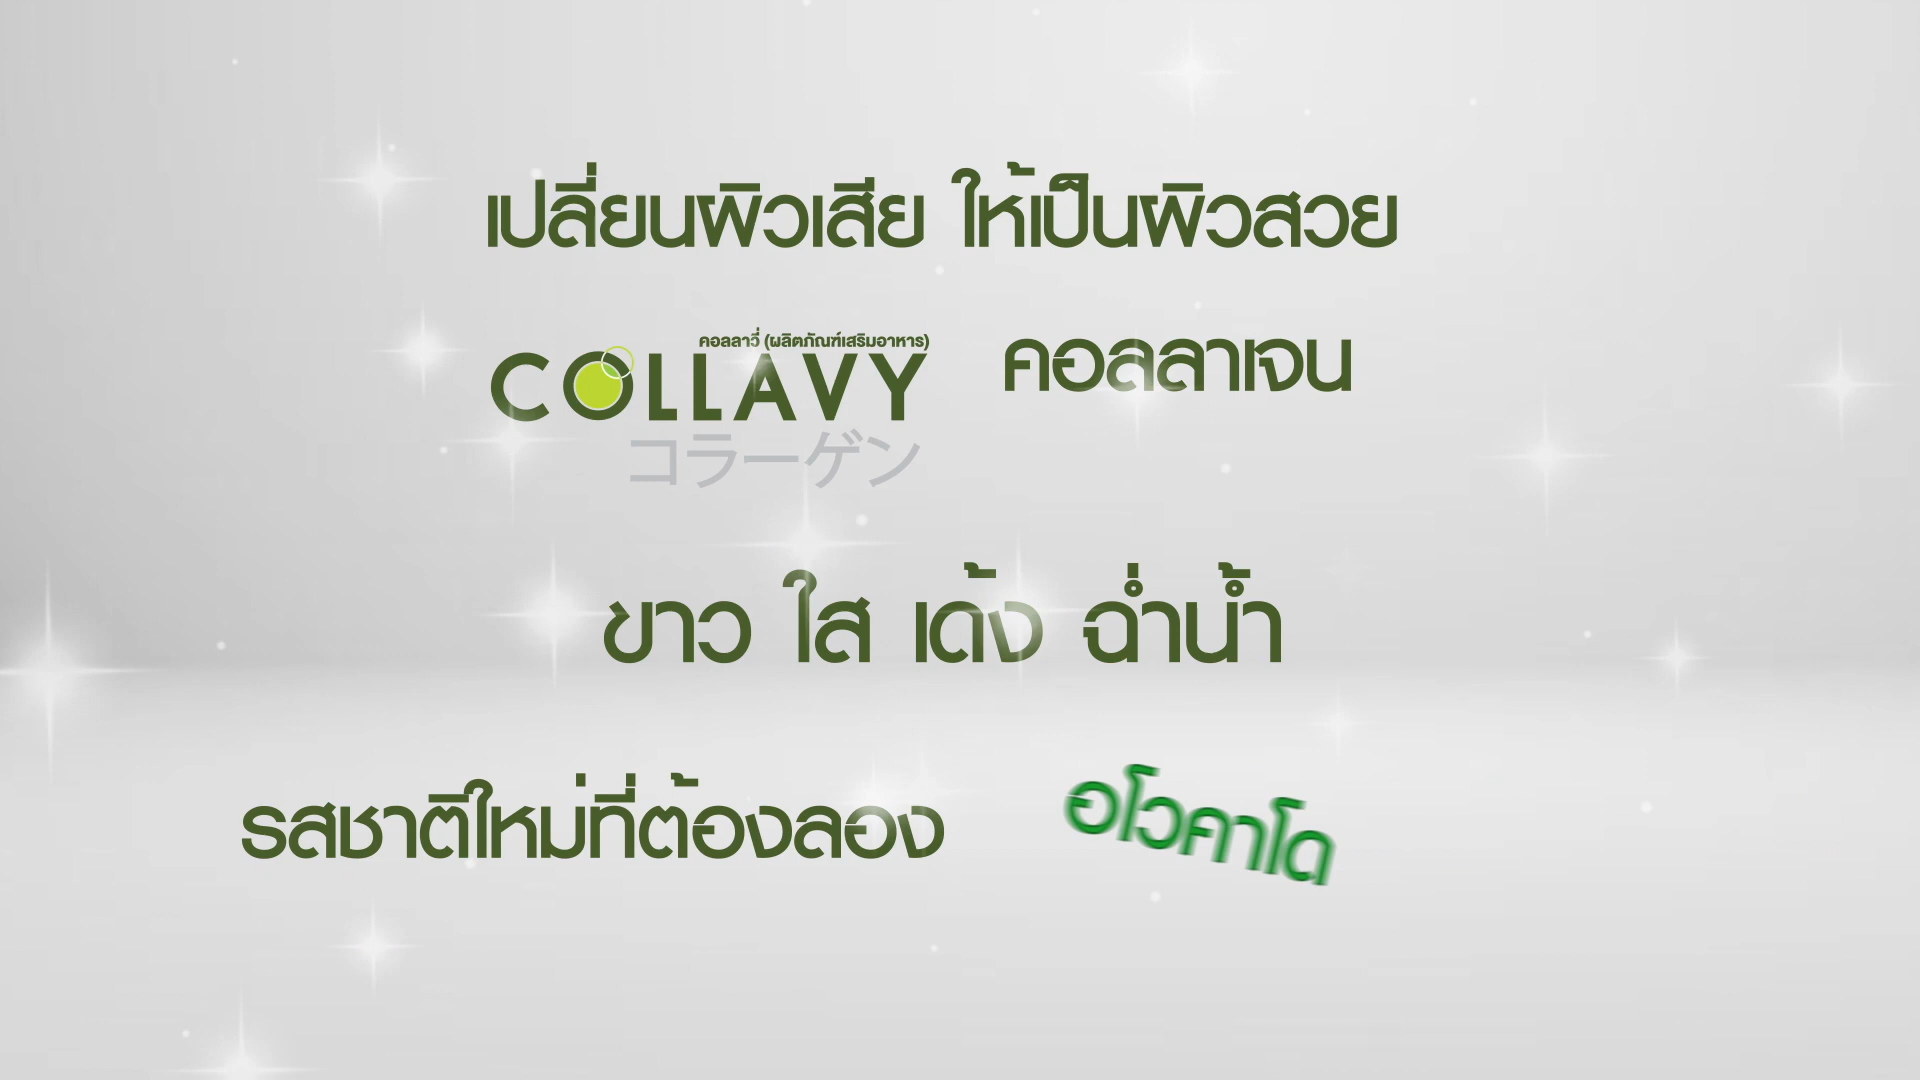 เปลี่ยนผิวเสีย ให้เป็นผิวสวย
คอลลาวี่ (ผลิตภัณฑ์เสริมอาหาร)
COLLAVY คอลลาเจน
コラーゲン
ขาว ใส เด้ง ฉ่ำน้ำ
รสชาติใหม่ที่ต้องลอง อโวคาโด